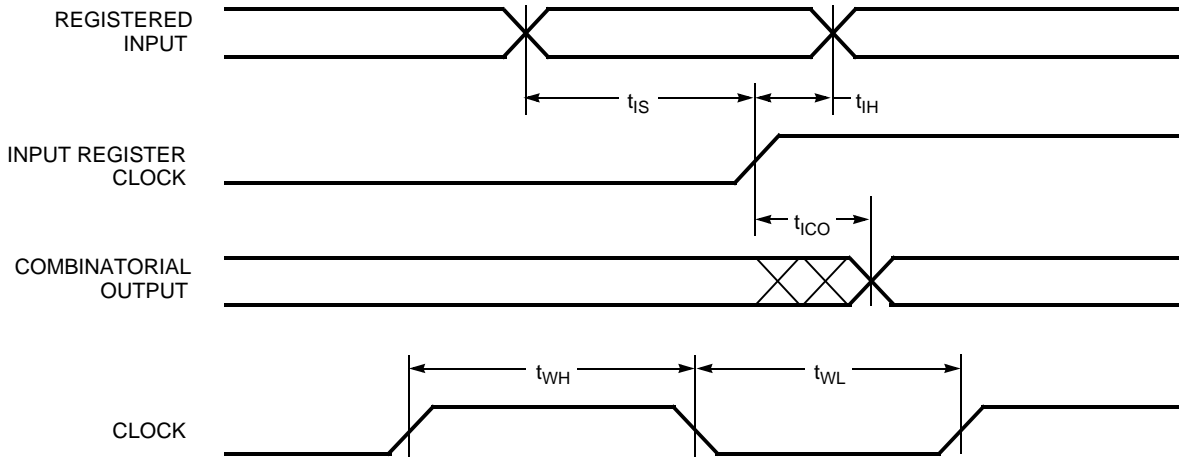 REGISTERED
INPUT
tIS
tIH
INPUT REGISTER
CLOCK
tICO
COMBINATORIAL
OUTPUT
tWH
tWL
CLOCK